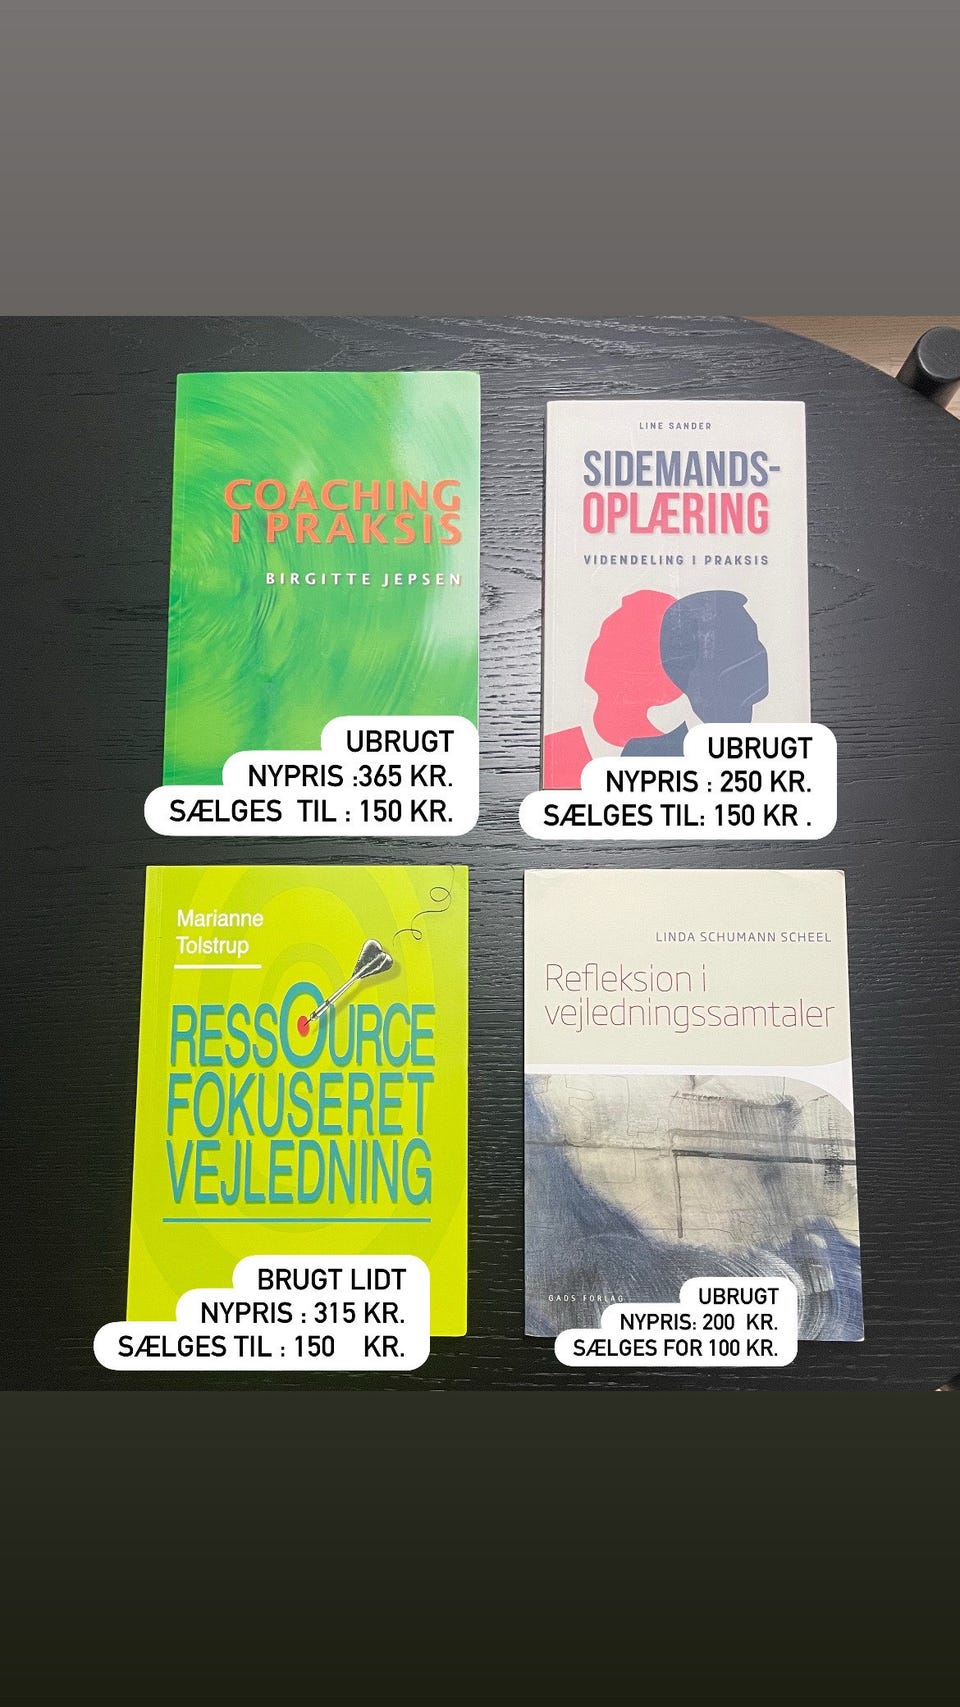 COACHING
I PRAKSIS
BIRGITTE JEPSEN
UBRUGT
NYPRIS :365 KR.
SÆLGES TIL : 150 KR.
LINE SANDER
SIDEMANDS-
OPLÆRING
VIDENDELING I PRAKSIS
UBRUGT
NYPRIS : 250 KR.
SÆLGES TIL: 150 KR .
Marianne
Tolstrup
RESSOURCE
FOKUSERET
VEJLEDNING
BRUGT LIDT
NYPRIS : 315 KR.
SÆLGES TIL : 150 KR.
LINDA SCHUMANN SCHEEL
Refleksion i
vejledningssamtaler
GADS FORLAG
UBRUGT
NYPRIS: 200 KR.
SÆLGES FOR 100 KR.